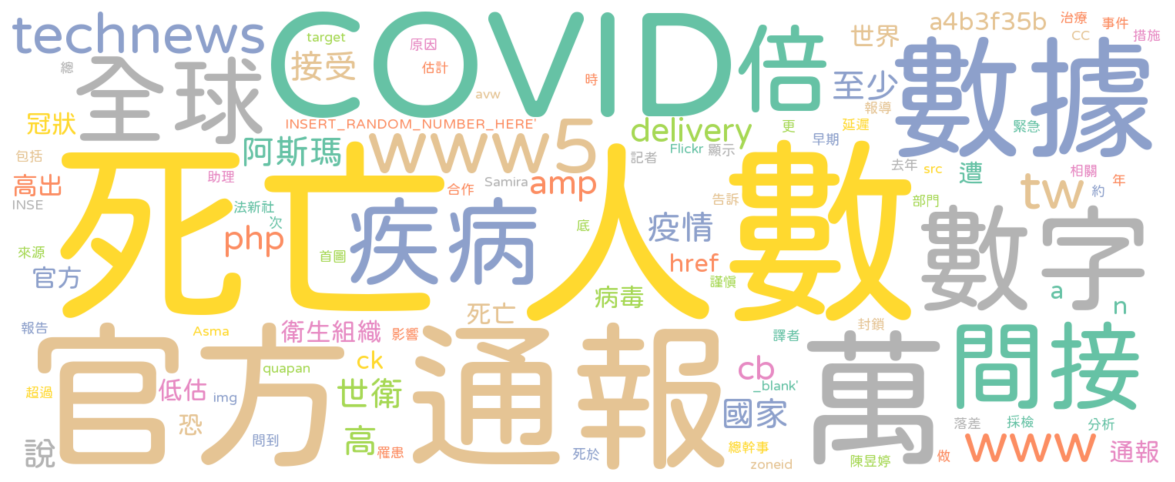 technews
target
COVID
倍
世界
a4b3f35b
治療
事件
CC
措施
總
全球
接受
原因
估計
時
avw
至少
數據
報導
緊急
冠狀
INSERT_RANDOM_NUMBER_HERE'
delivery
更
延遲
早期
包括
阿斯瑪
www5
Flickr
顯示
記者
去年
src
遭
相關
高出
INSE
助理
合作
Samira
amp
tw
約
年
死亡人數
法新社
次
疾病
底
疫情
告訴
部門
數字
來源
php
首圖
href
謹慎
官方
病毒
a
n
報告
Asma
衛生組織
影響
死亡
封鎖
譯者
間接
官方通報
萬
quapan
ck
cb
_blank'
超過
低估
img
世衛
國家
恐
落差
採檢
分析
說
問到
高
罹患
死於
總幹事
zoneid
陳昱婷
做
www
通報